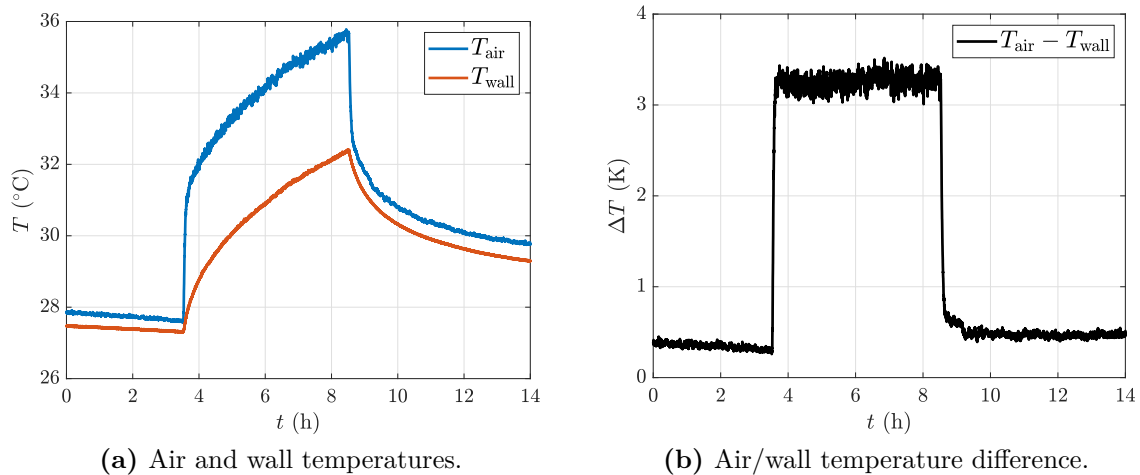 36
34
32
30
28
26
T (°C)
T_air
T_wall
0 2 4 6 8 10 12 14
t (h)
(a) Air and wall temperatures.
4
3
2
1
0
ΔT (K)
T_air − T_wall
0 2 4 6 8 10 12 14
t (h)
(b) Air/wall temperature difference.